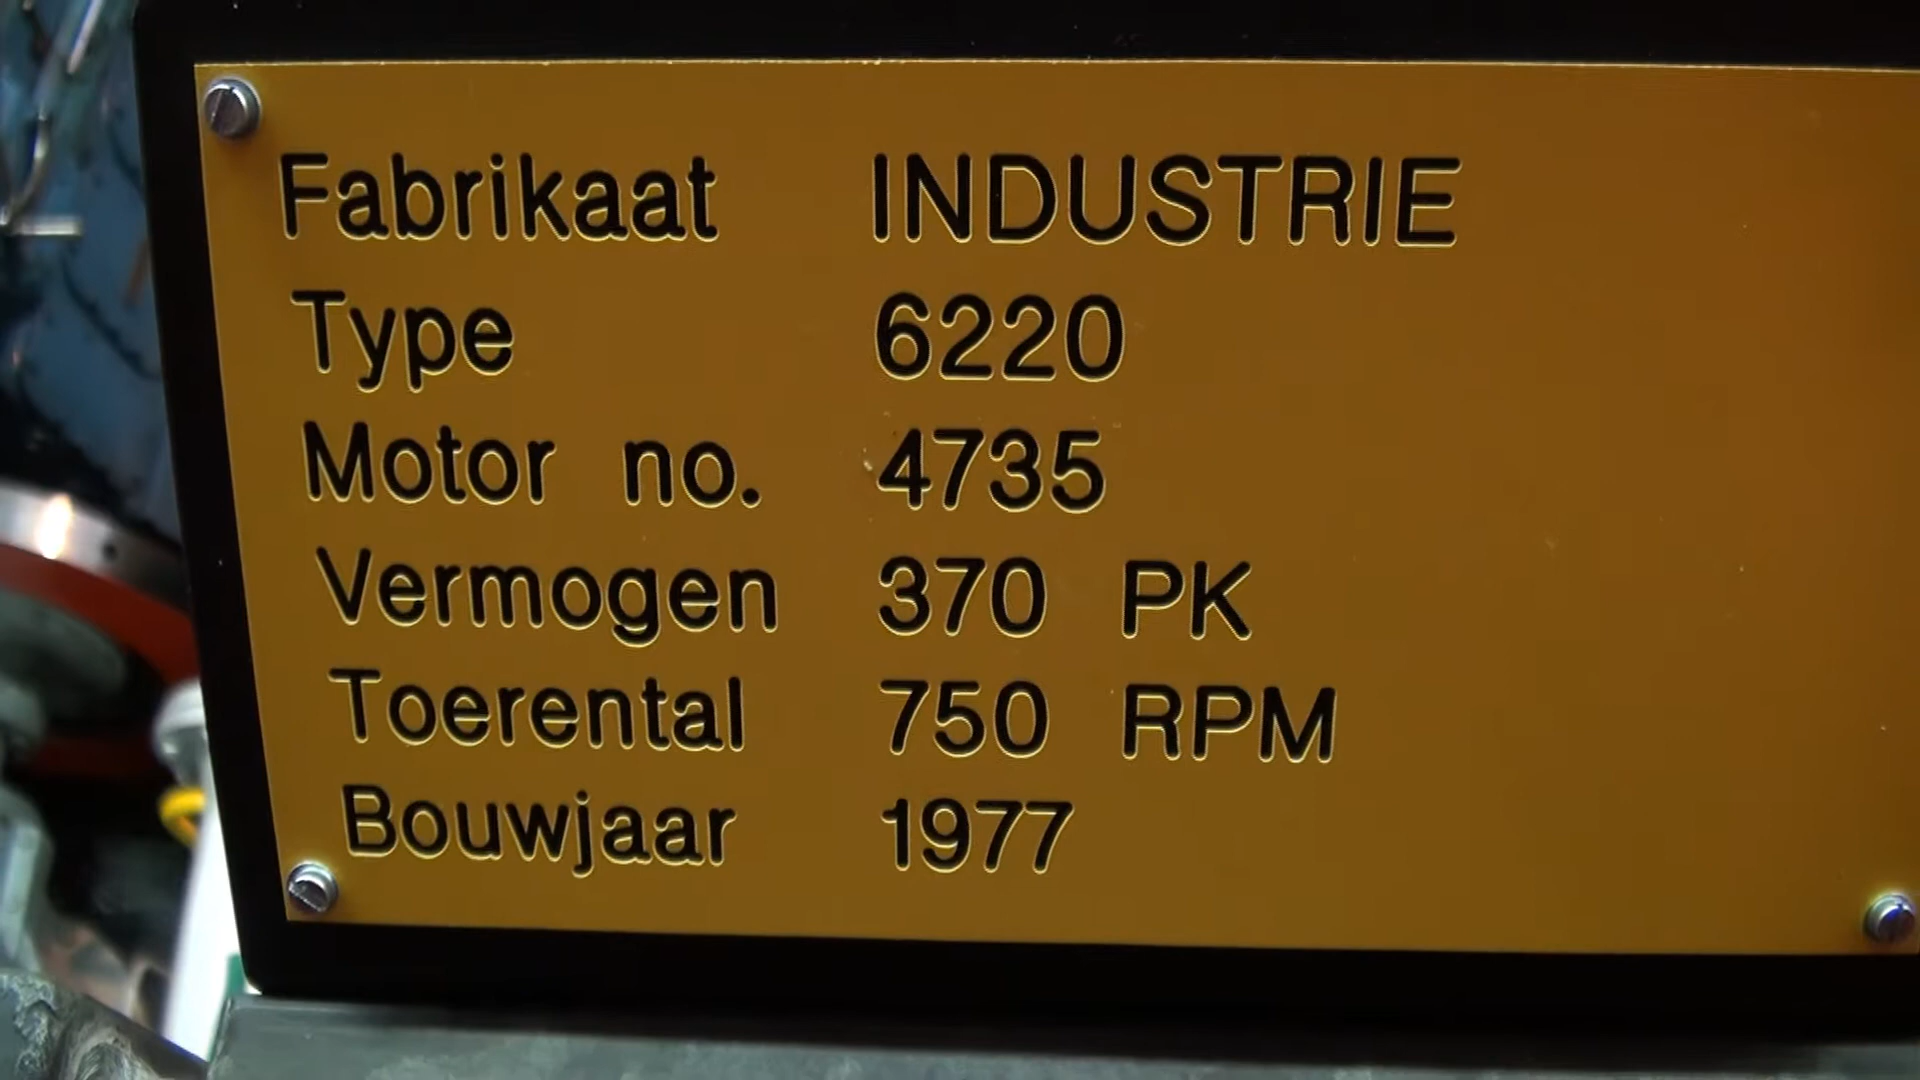 Fabrikaat INDUSTRIE
Type 6220
Motor no. 4735
Vermogen 370 PK
Toerental 750 RPM
Bouwjaar 1977